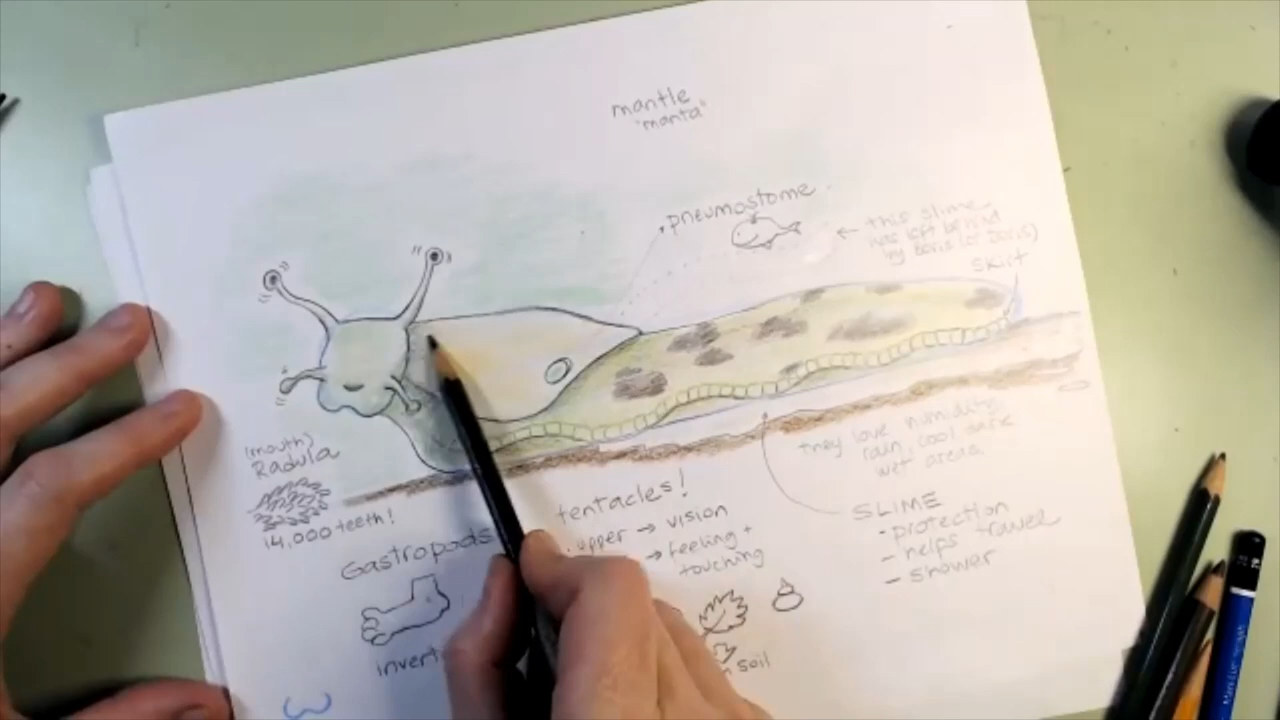 mantle
"manta"
pneumostome
← this slime
was left behind
by boris (or doris)
skirt
(mouth)
Radula
14,000 teeth!
Gastropods
invert
tentacles!
upper → vision
→ feeling +
touching
soil
they love humidity,
rain, cool dark
wet areas.
SLIME
- protection
- helps travel
- shower